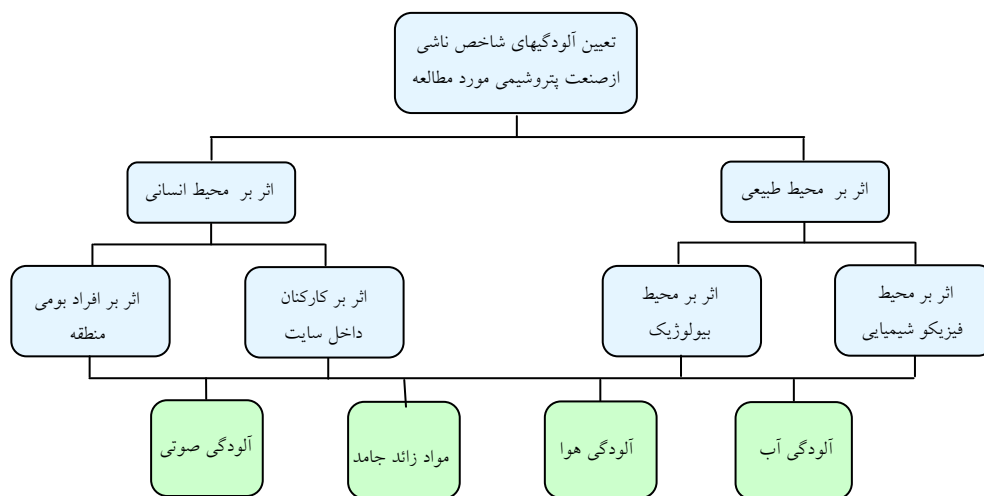 تعیین آلودگیهای شاخص ناشی
ازصنعت پتروشیمی مورد مطالعه
اثر بر محیط طبیعی
اثر بر محیط انسانی
اثر بر محیط
فیزیکو شیمیایی
اثر بر محیط
بیولوژیک
اثر بر کارکنان
داخل سایت
اثر بر افراد بومی
منطقه
آلودگی آب
آلودگی هوا
مواد زائد جامد
آلودگی صوتی